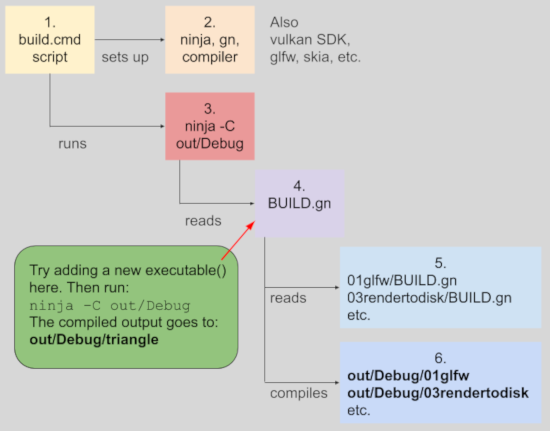 1.
build.cmd
script
sets up
2.
ninja, gn,
compiler
Also
vulkan SDK,
glfw, skia, etc.
runs
3.
ninja -C
out/Debug
reads
4.
BUILD.gn
Try adding a new executable()
here. Then run:
ninja -C out/Debug
The compiled output goes to:
out/Debug/triangle
reads
5.
01glfw/BUILD.gn
03rendertodisk/BUILD.gn
etc.
compiles
6.
out/Debug/01glfw
out/Debug/03rendertodisk
etc.